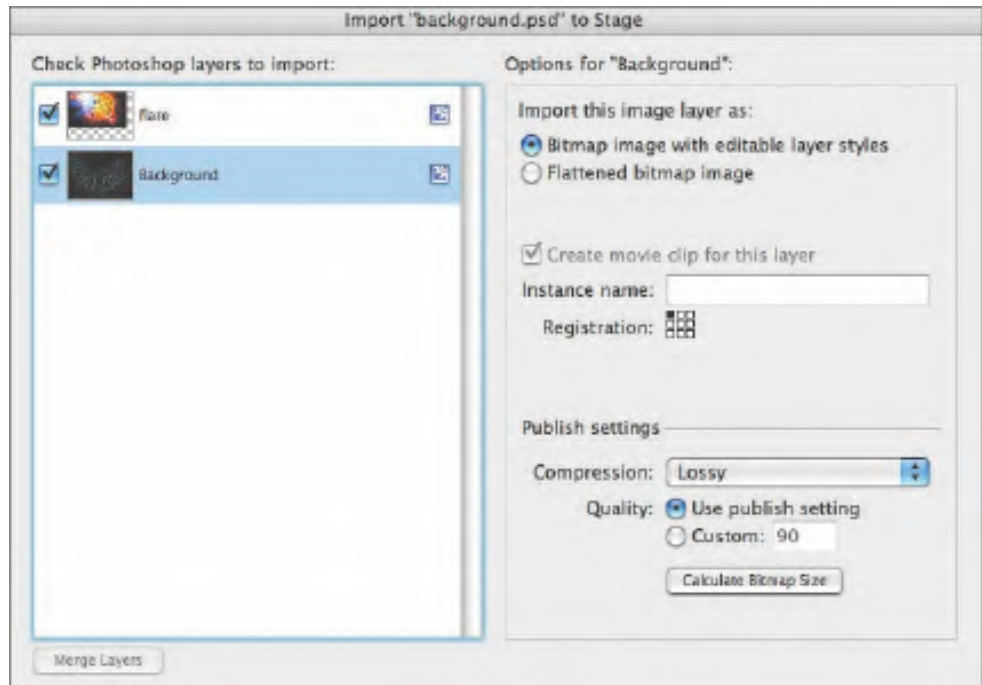 Import "background.psd" to Stage
Check Photoshop layers to import:
flare
Background
Merge Layers
Options for "Background":
Import this image layer as:
Bitmap image with editable layer styles
Flattened bitmap image
Create movie clip for this layer
Instance name:
Registration:
Publish settings
Compression: Lossy
Quality: Use publish setting
Custom: 90
Calculate Bitmap Size